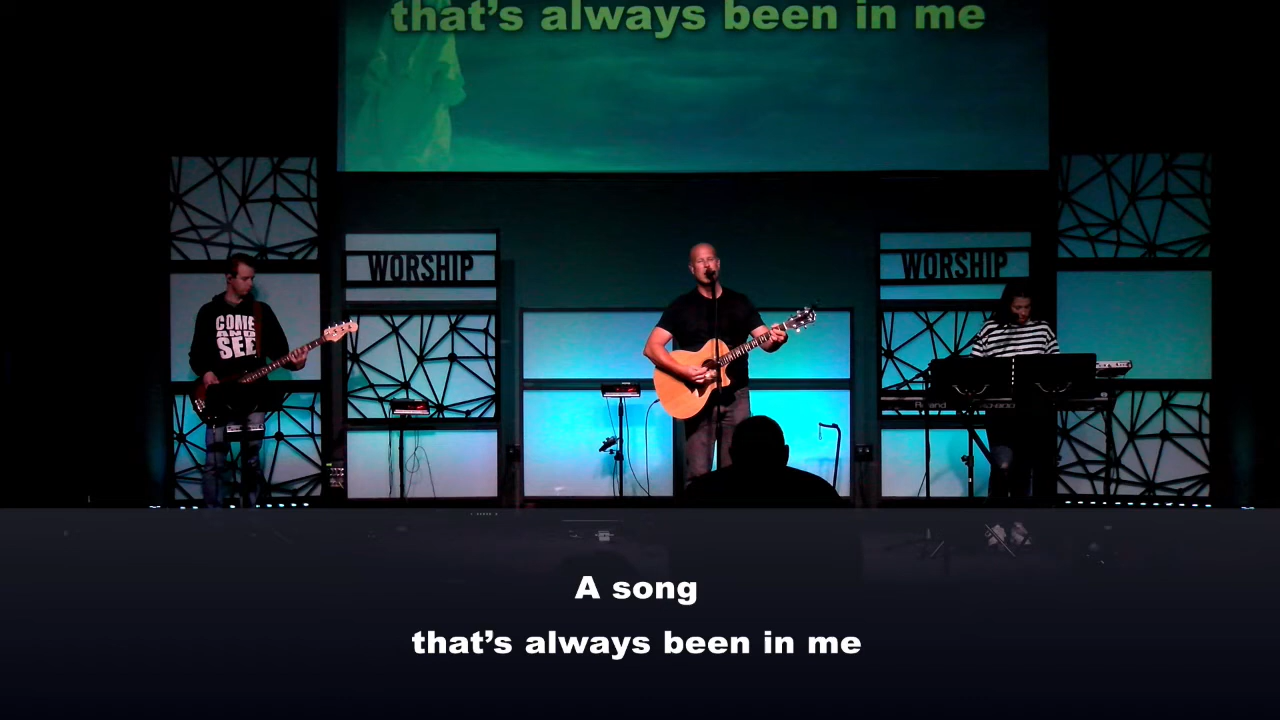 that's always been in me
WORSHIP
WORSHIP
COME
AND
SEE
Roland
A song
that's always been in me